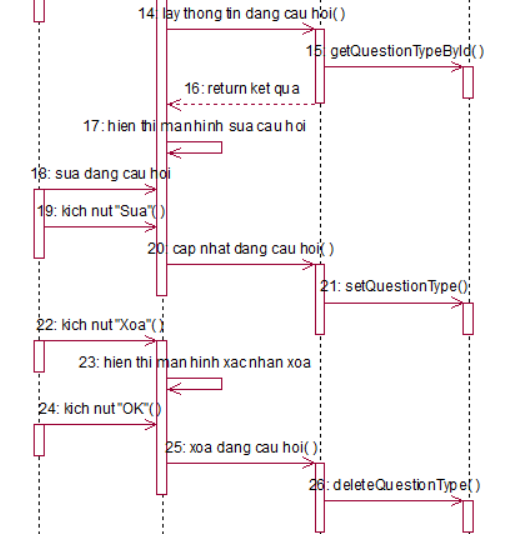 14: lay thong tin dang cau hoi()
15: getQuestionTypeById()
16: return ket qua
17: hien thi man hinh sua cau hoi
18: sua dang cau hoi
19: kich nut "Sua"()
20: cap nhat dang cau hoi()
21: setQuestionType()
22: kich nut "Xoa"()
23: hien thi man hinh xac nhan xoa
24: kich nut "OK"()
25: xoa dang cau hoi()
26: deleteQuestionType()